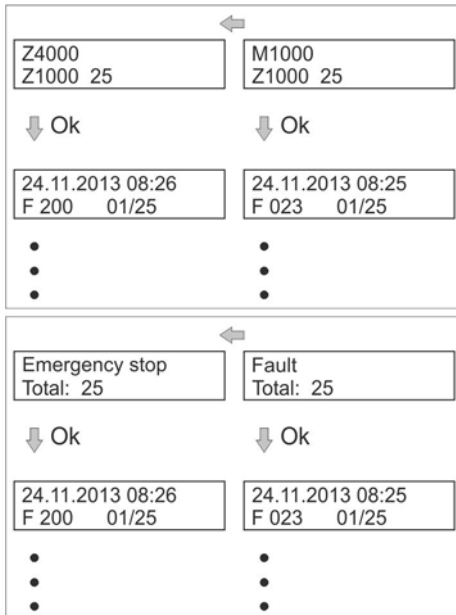 Z4000
Z1000 25
M1000
Z1000 25
Ok
Ok
24.11.2013 08:26
F 200 01/25
24.11.2013 08:25
F 023 01/25
Emergency stop
Total: 25
Fault
Total: 25
Ok
Ok
24.11.2013 08:26
F 200 01/25
24.11.2013 08:25
F 023 01/25